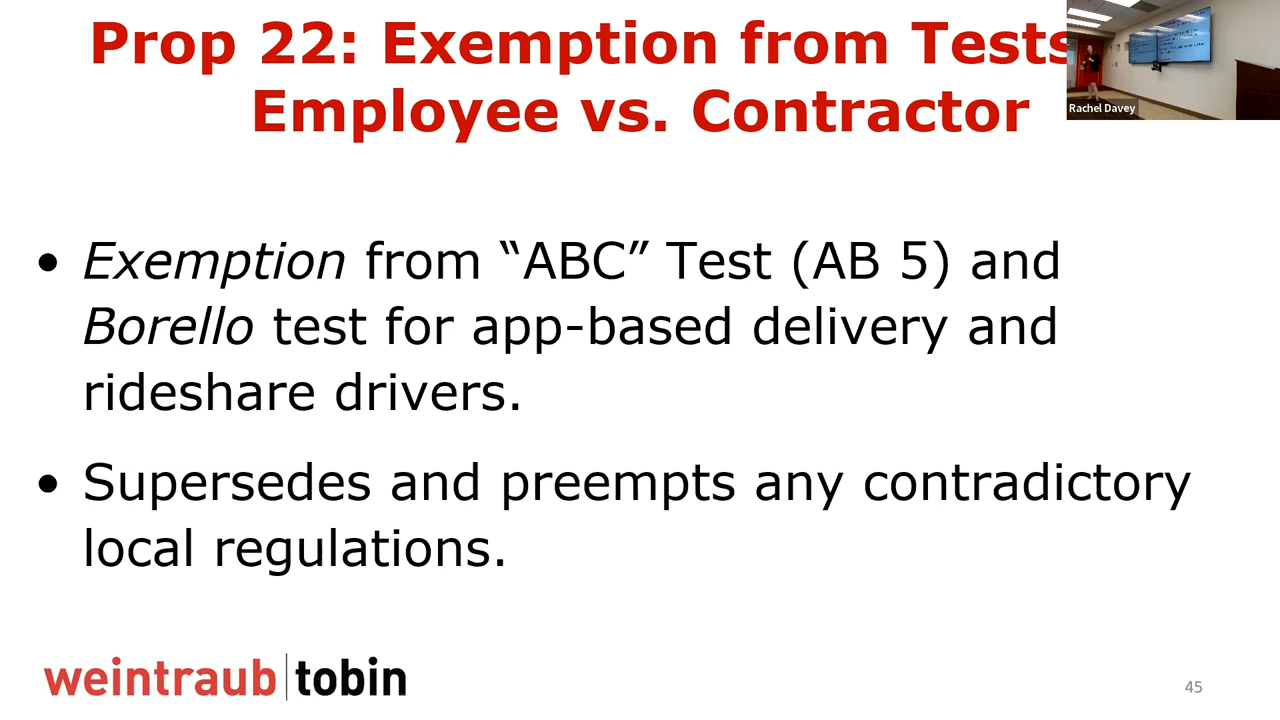 Prop 22: Exemption from Tests
Employee vs. Contractor
Rachel Davey
• Exemption from “ABC” Test (AB 5) and
Borello test for app-based delivery and
rideshare drivers.
• Supersedes and preempts any contradictory
local regulations.
weintraub tobin
45